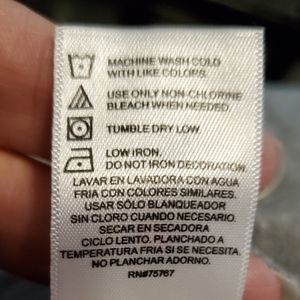 MACHINE WASH COLD
WITH LIKE COLORS.
USE ONLY NON-CHLORINE
BLEACH WHEN NEEDED.
TUMBLE DRY LOW.
LOW IRON.
DO NOT IRON DECORATION.
LAVAR EN LAVADORA CON AGUA
FRIA CON COLORES SIMILARES.
USAR SÓLO BLANQUEADOR
SIN CLORO CUANDO NECESARIO.
SECAR EN SECADORA
CICLO LENTO. PLANCHADO A
TEMPERATURA FRIA SI SE NECESITA.
NO PLANCHAR ADORNO.
RN#75767